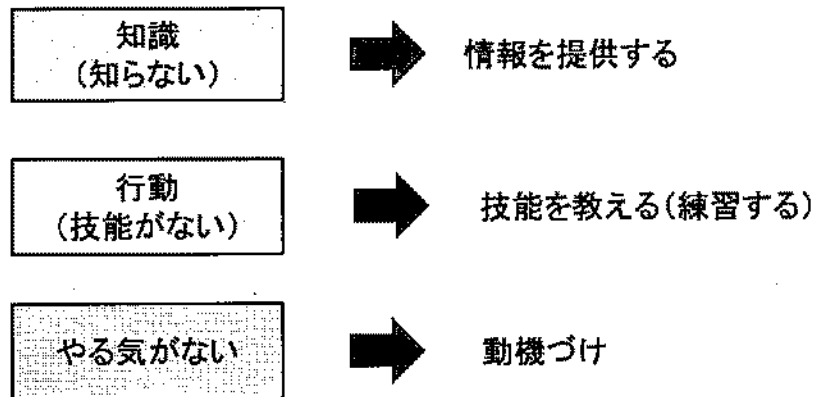 知識
(知らない)
情報を提供する
行動
(技能がない)
技能を教える(練習する)
やる気がない
動機づけ